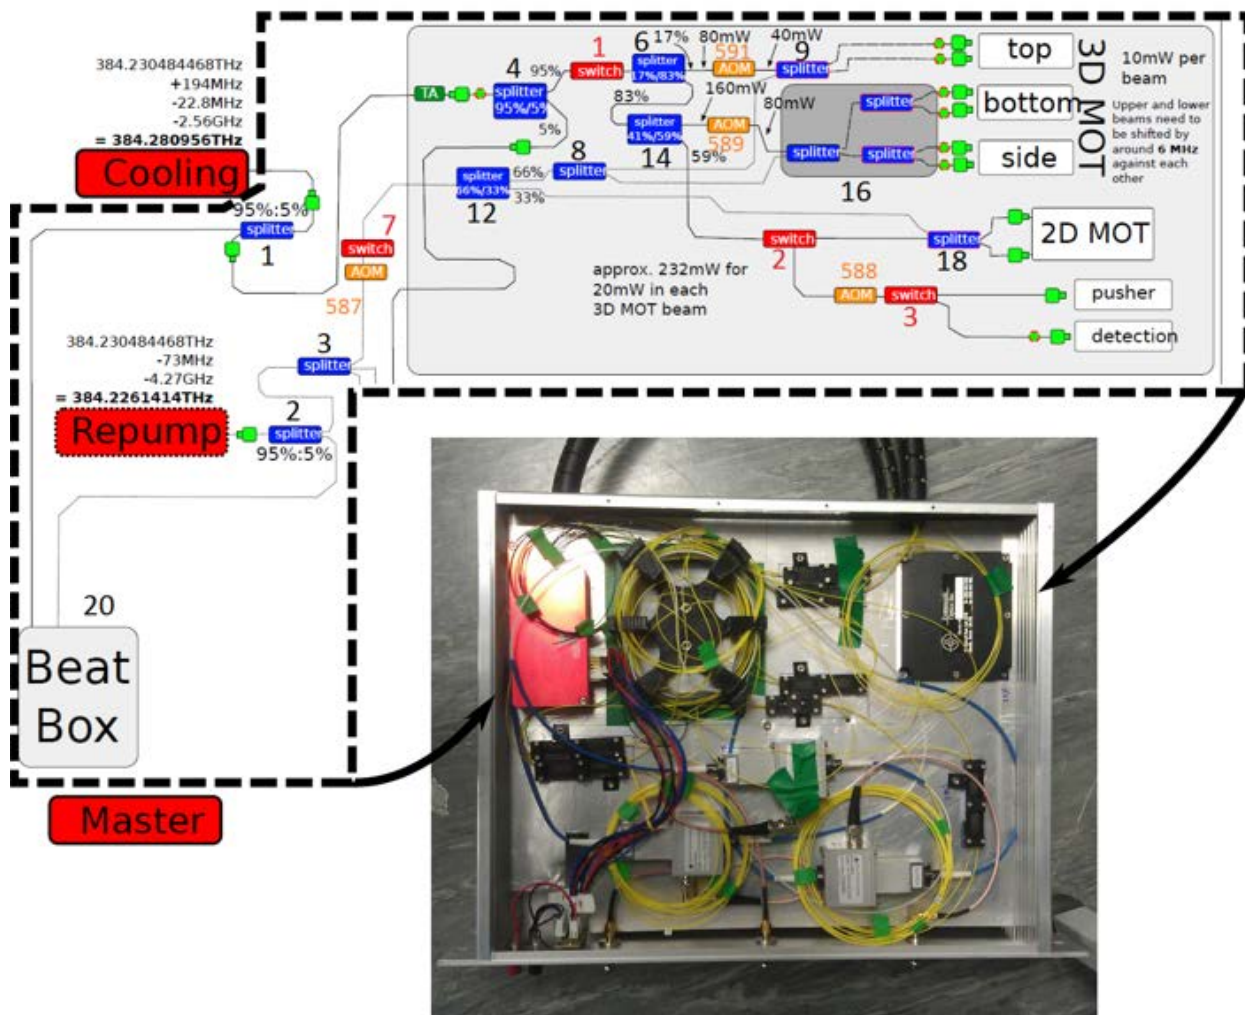 384.230484468THz
+194MHz
-22.8MHz
-2.56GHz
= 384.280956THz
Cooling
95%:5%
splitter
1
TA
4
splitter
95%/5%
95%
5%
1
switch
6
splitter
17%/83%
17%
83%
80mW
591
AOM
40mW
9
splitter
top
3D MOT
10mW per
beam
160mW
AOM
589
80mW
splitter
41%/59%
14
59%
splitter
bottom
splitter
splitter
side
16
Upper and lower
beams need to
be shifted by
around 6 MHz
against each
other
8
splitter
splitter
66%/33%
12
66%
33%
7
switch
AOM
587
switch
2
splitter
18
2D MOT
approx. 232mW for
20mW in each
3D MOT beam
588
AOM
switch
3
pusher
detection
384.230484468THz
-73MHz
-4.27GHz
= 384.2261414THz
Repump
3
splitter
2
splitter
95%:5%
20
Beat
Box
Master